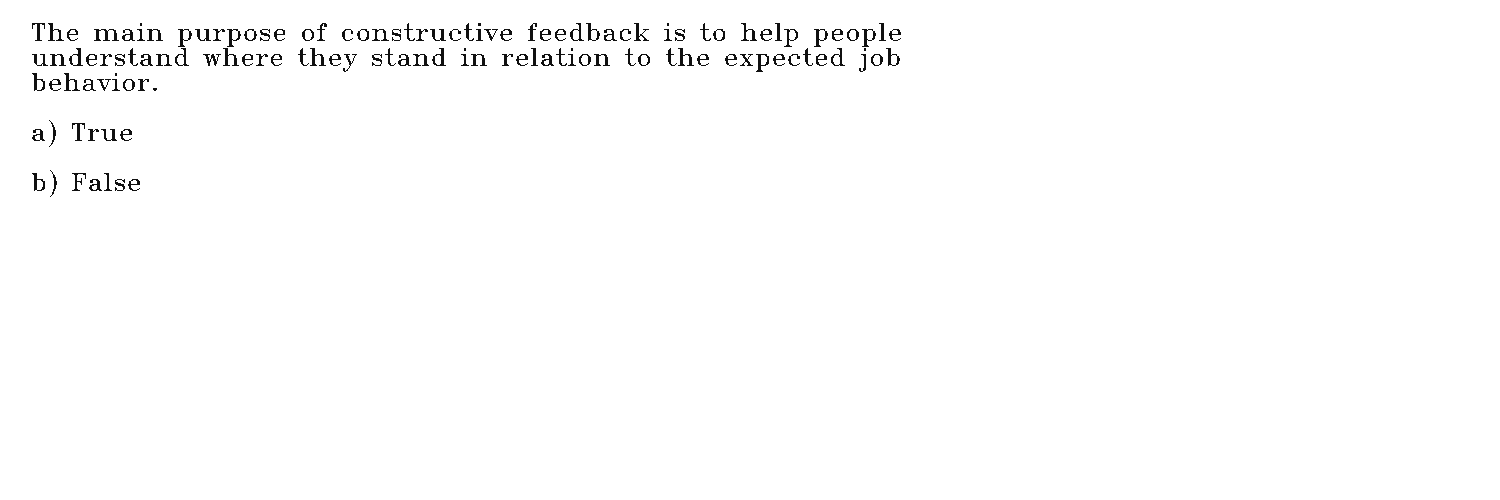 The main purpose of constructive feedback is to help people
understand where they stand in relation to the expected job
behavior.
a) True
b) False